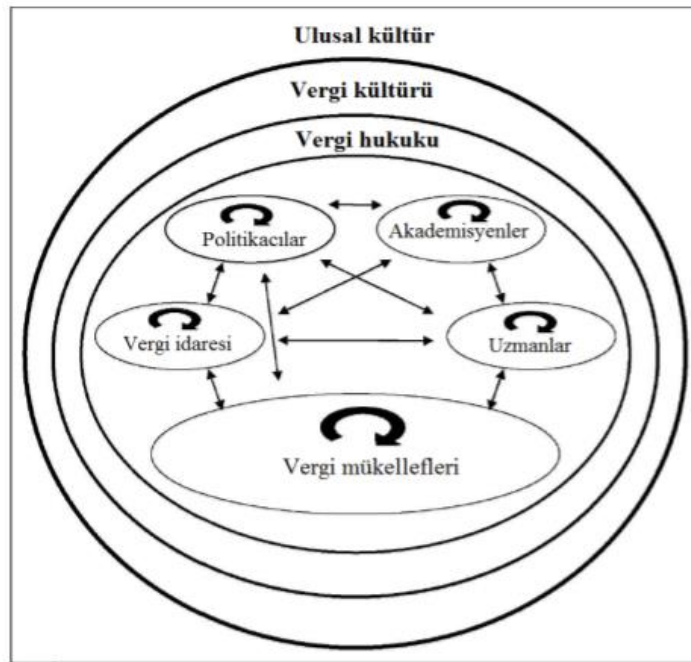 Ulusal kültür
Vergi kültürü
Vergi hukuku
Politikacılar
Akademisyenler
Vergi idaresi
Uzmanlar
Vergi mükellefleri